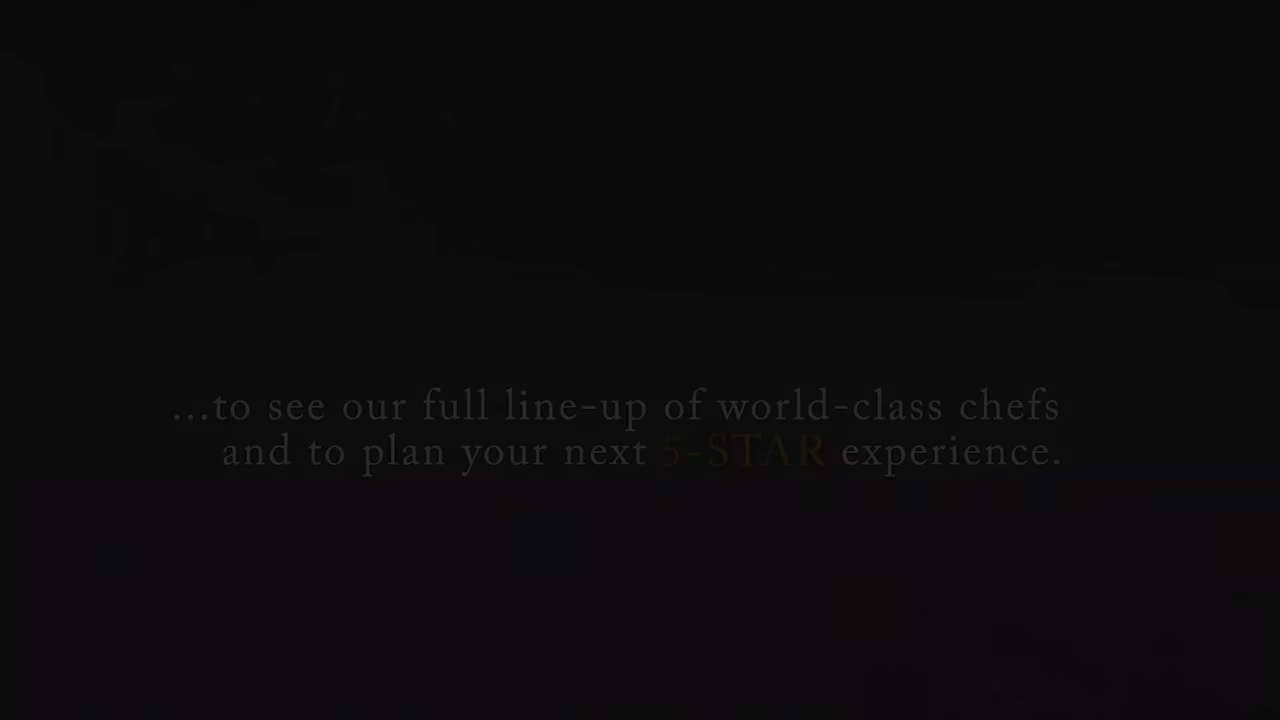 ...to see our full line-up of world-class chefs
and to plan your next 5-STAR experience.